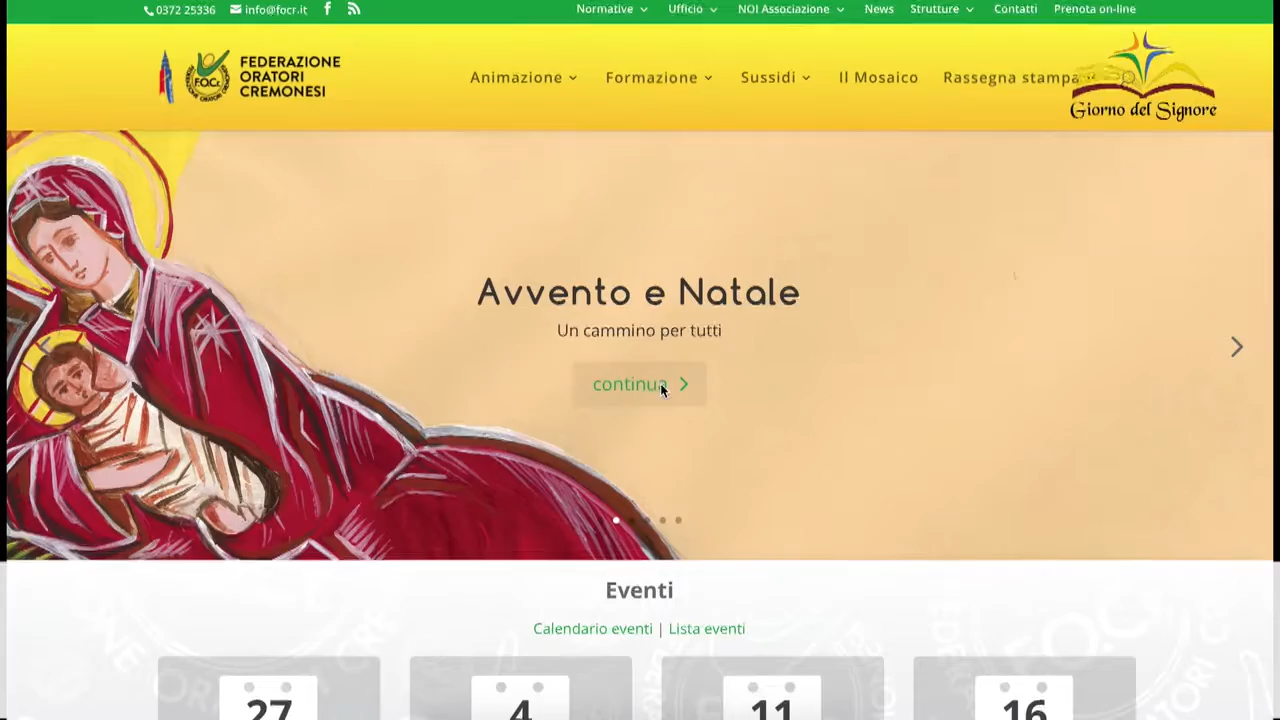 0372 25336 info@focr.it Normative Ufficio NOI Associazione News Strutture Contatti Prenota on-line
FEDERAZIONE
ORATORI
CREMONESI
F.O.Cr.
Animazione Formazione Sussidi Il Mosaico Rassegna stampa
Giorno del Signore
Avvento e Natale
Un cammino per tutti
continua
Eventi
Calendario eventi | Lista eventi
27 4 11 16